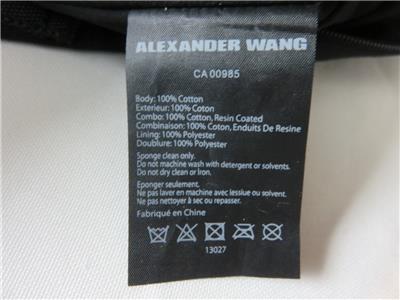 ALEXANDER WANG
CA 00985
Body: 100% Cotton
Exterieur: 100% Coton
Combo: 100% Cotton, Resin Coated
Combinaison: 100% Coton, Enduits De Resine
Lining: 100% Polyester
Doublure: 100% Polyester
Sponge clean only.
Do not machine wash with detergent or solvents.
Do not dry clean or Iron.
Eponger seulement.
Ne pas laver en machine avec lessive ou solvent.
Ne pas nettoyer à sec ou repasser.
Fabriqué en Chine
13027